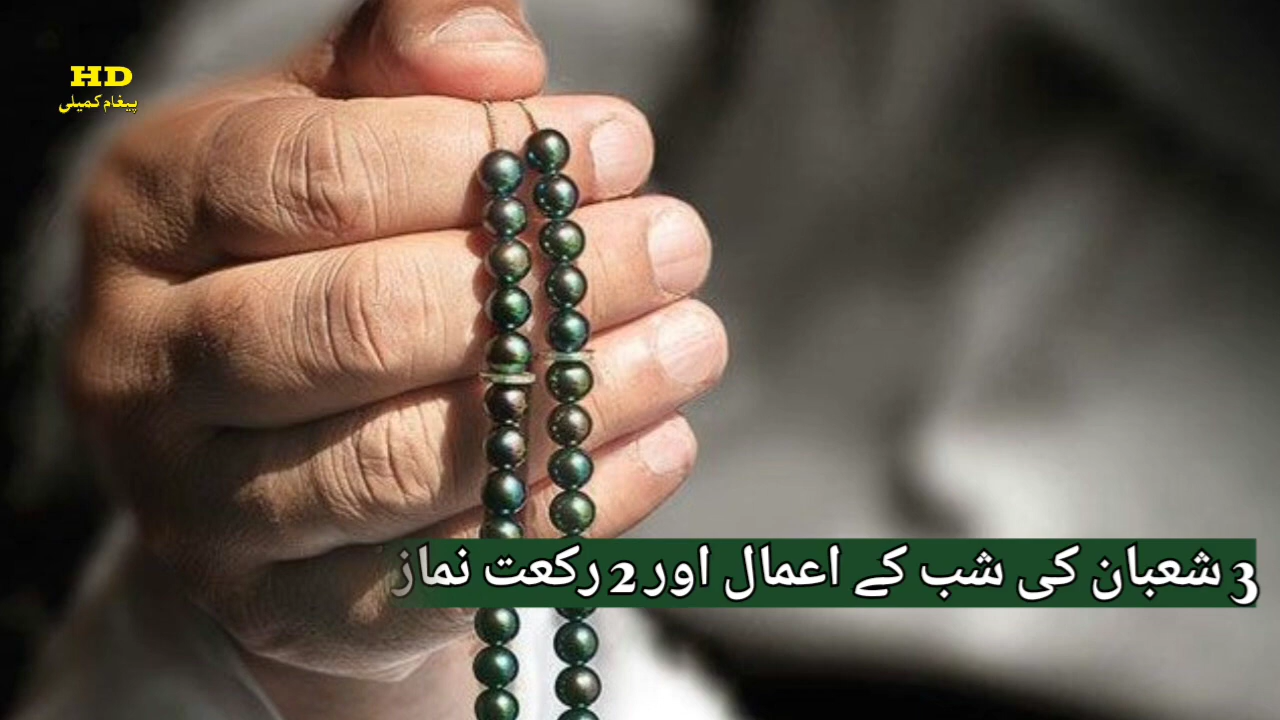 HD
پیغام کمیلی
3 شعبان کی شب کے اعمال اور 2 رکعت نماز